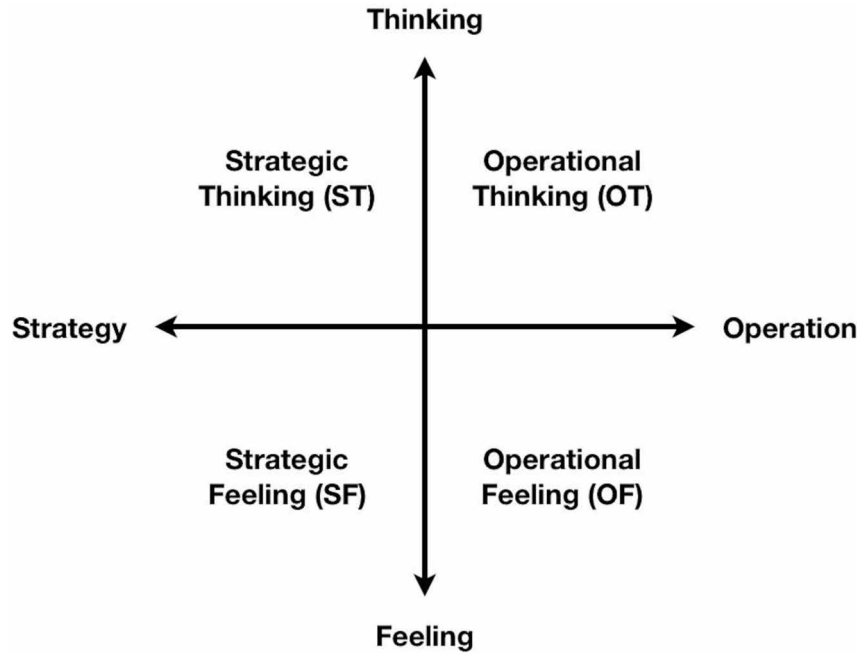 Thinking
Strategic
Thinking (ST)
Operational
Thinking (OT)
Strategy
Operation
Strategic
Feeling (SF)
Operational
Feeling (OF)
Feeling